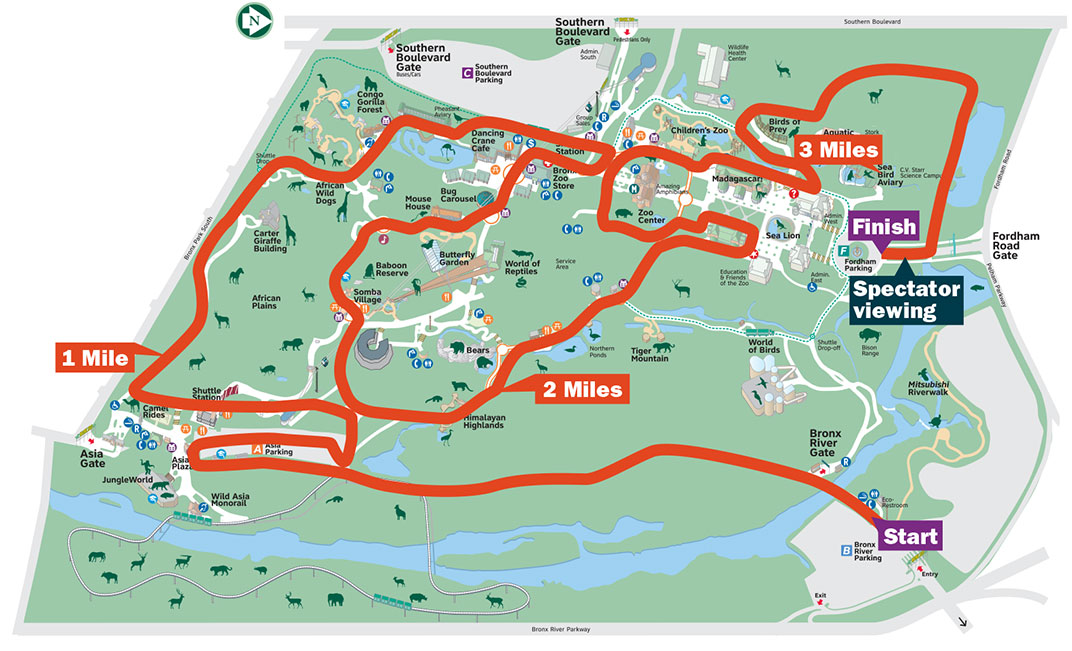 N
Southern Boulevard
Southern
Boulevard
Gate
Pedestrians Only
Southern
Boulevard
Gate
Buses/Cars
C
Southern
Boulevard
Parking
Admin.
South
Wildlife
Health
Center
Congo
Gorilla
Forest
Pheasant
Aviary
Group
Sales
R
Dancing
Crane
Cafe
Station
Children's Zoo
Birds of
Prey
Aquatic
Stork
3 Miles
Shuttle
Drop-
African
Wild
Dogs
Bronx
Zoo
Store
Bug
Carousel
Mouse
House
Amazing
Amphibians
Madagascar!
Sea
Bird
Aviary
C.V. Starr
Science Campus
Fordham Road
Bronx Park South
Carter
Giraffe
Building
Zoo
Center
Sea Lion
Admin.
West
Finish
F
Fordham
Parking
Fordham
Road
Gate
Pelham Parkway
Butterfly
Garden
Baboon
Reserve
World of
Reptiles
Service
Area
Education
& Friends
of the Zoo
Admin.
East
Spectator
viewing
African
Plains
Somba
Village
1 Mile
Bears
Northern
Ponds
Tiger
Mountain
World
of Birds
Shuttle
Drop-off
Bison
Range
2 Miles
Mitsubishi
Riverwalk
Shuttle
Station
Camel
Rides
R
Himalayan
Highlands
Asia
Gate
Asia
Plaza
A
Asia
Parking
Bronx
River
Gate
R
JungleWorld
Wild Asia
Monorail
Eco-
Restroom
Start
B
Bronx
River
Parking
Entry
Exit
Bronx River Parkway